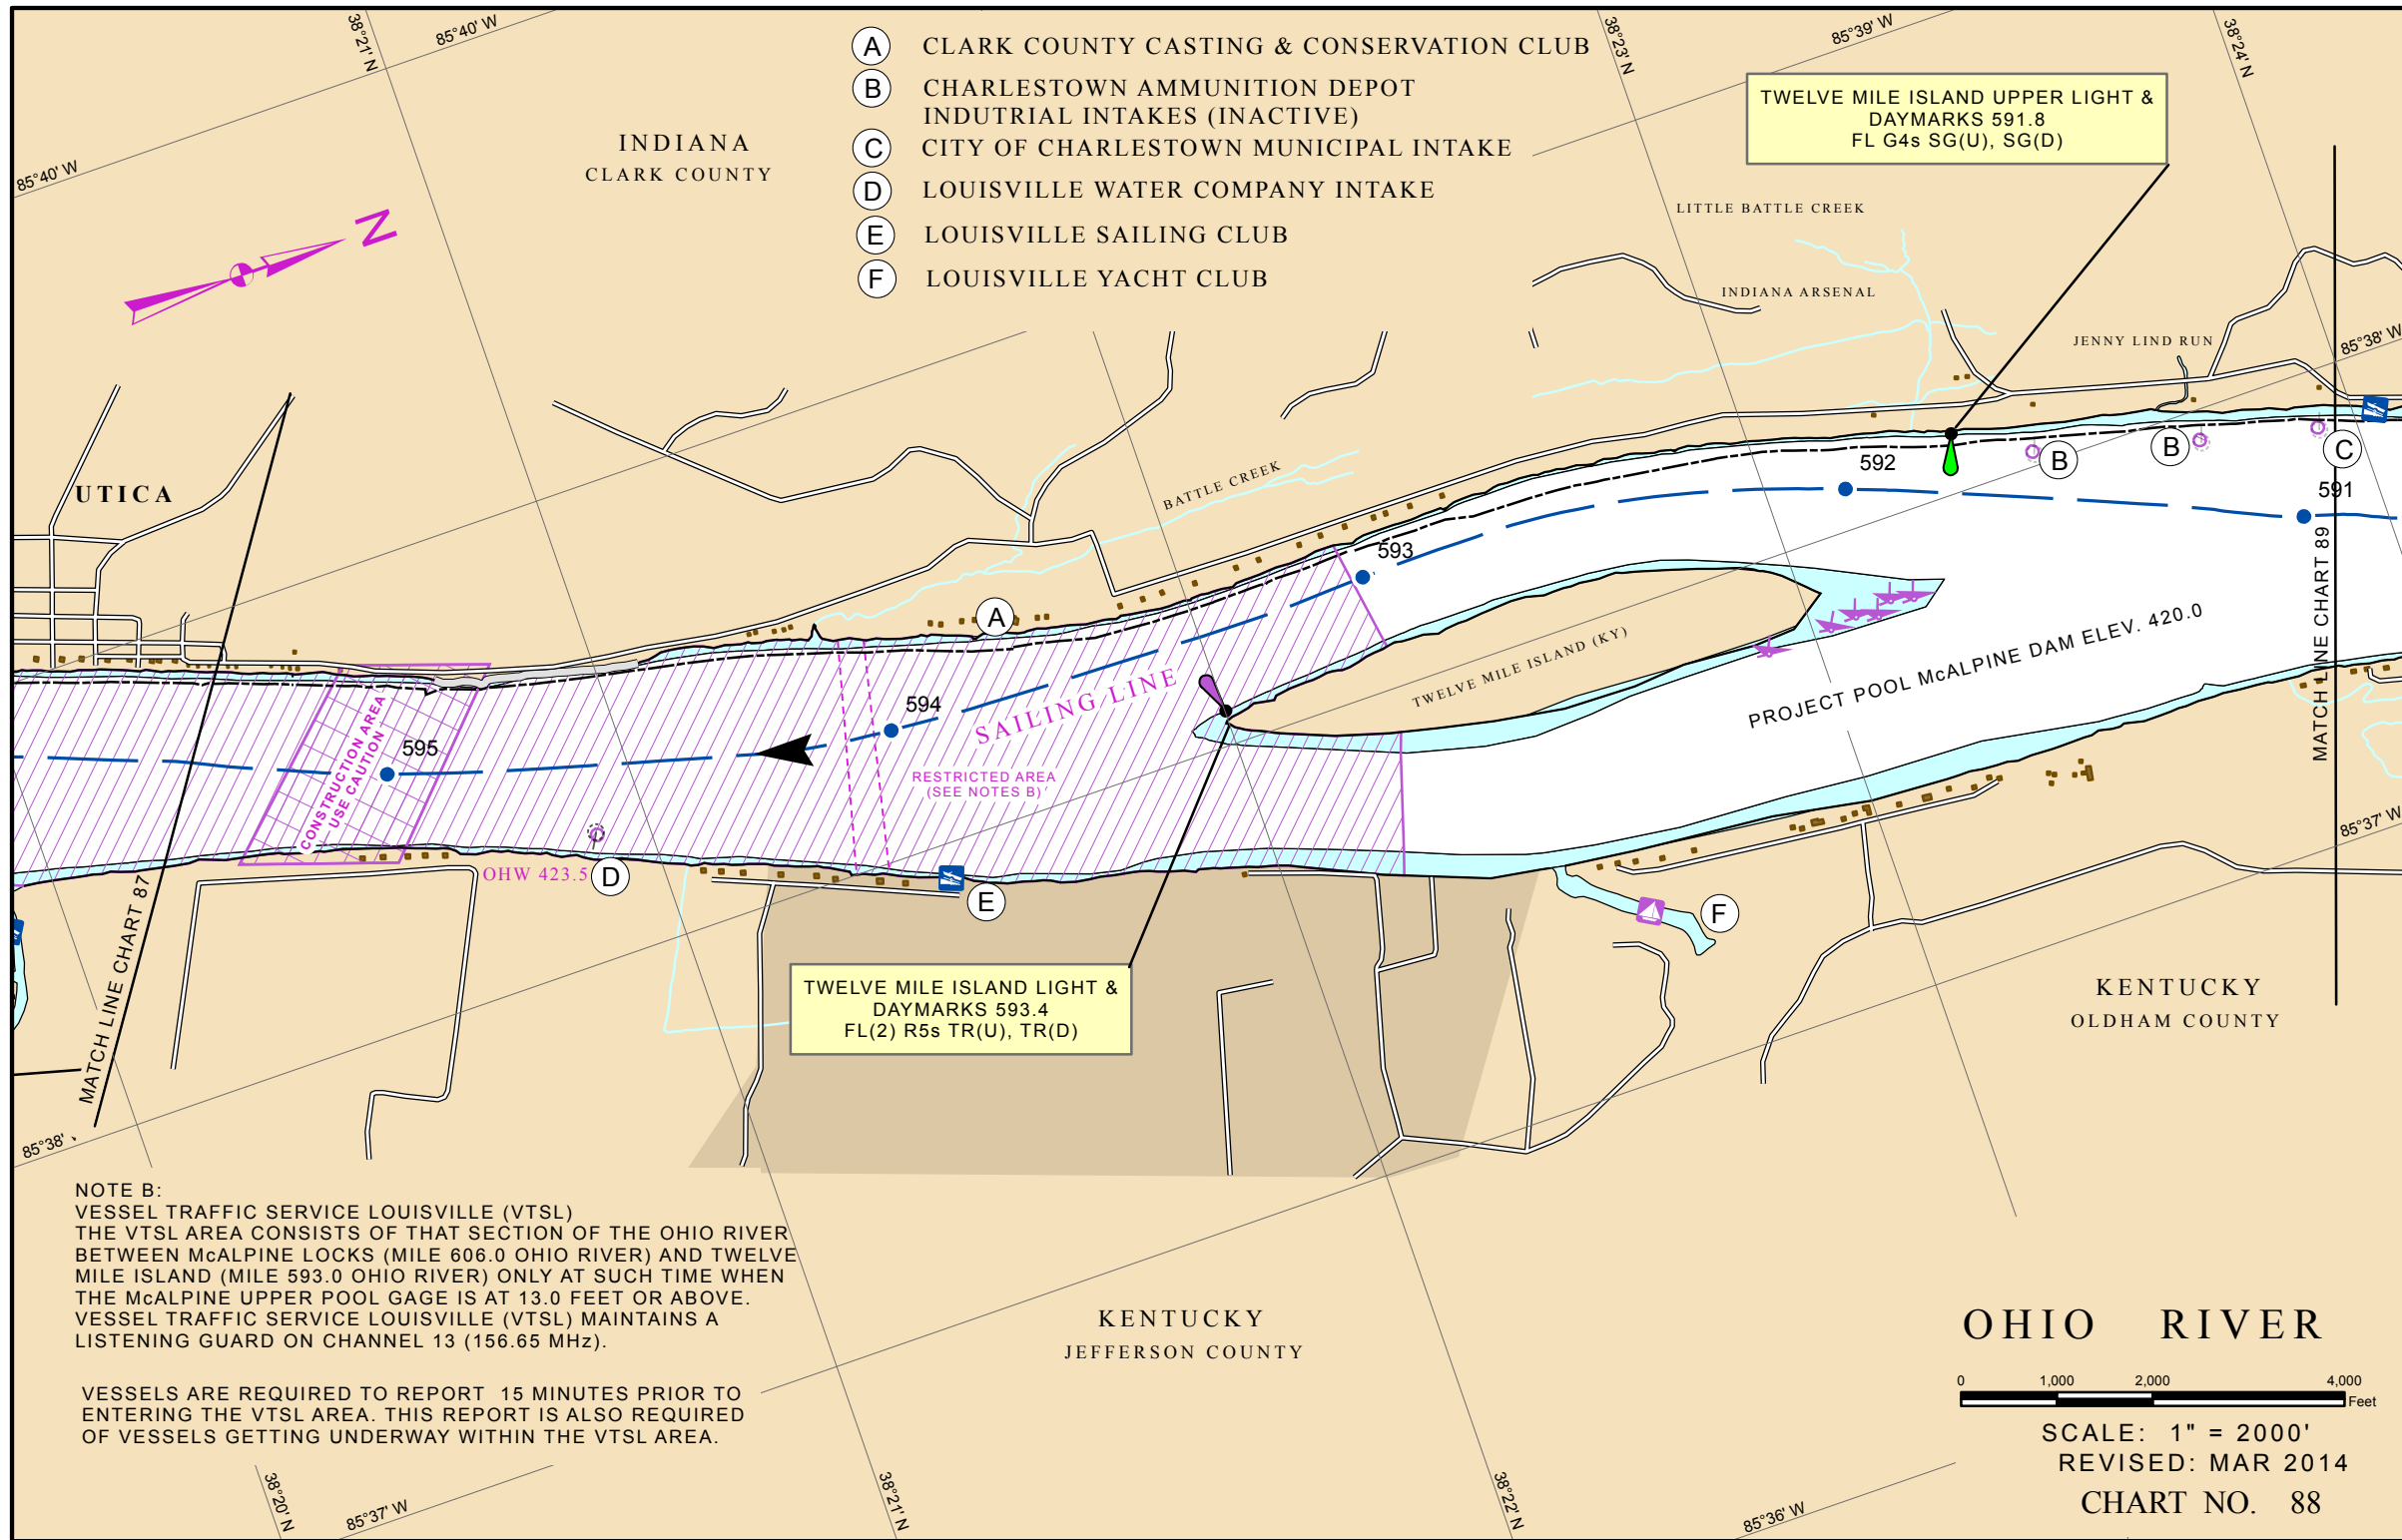 38°21' N
85°40' W
85°40' W
38°23' N
85°39' W
38°24' N
A CLARK COUNTY CASTING & CONSERVATION CLUB
B CHARLESTOWN AMMUNITION DEPOT
INDUTRIAL INTAKES (INACTIVE)
C CITY OF CHARLESTOWN MUNICIPAL INTAKE
D LOUISVILLE WATER COMPANY INTAKE
E LOUISVILLE SAILING CLUB
F LOUISVILLE YACHT CLUB
INDIANA
CLARK COUNTY
TWELVE MILE ISLAND UPPER LIGHT &
DAYMARKS 591.8
FL G4s SG(U), SG(D)
N
LITTLE BATTLE CREEK
INDIANA ARSENAL
JENNY LIND RUN
85°38' W
UTICA
BATTLE CREEK
592
B
B
C
591
593
A
594
595
SAILING LINE
TWELVE MILE ISLAND (KY)
PROJECT POOL McALPINE DAM ELEV. 420.0
MATCH LINE CHART 89
CONSTRUCTION AREA
USE CAUTION
RESTRICTED AREA
(SEE NOTES B)
85°37' W
OHW 423.5
D
E
F
MATCH LINE CHART 87
TWELVE MILE ISLAND LIGHT &
DAYMARKS 593.4
FL(2) R5s TR(U), TR(D)
KENTUCKY
OLDHAM COUNTY
85°38'
NOTE B:
VESSEL TRAFFIC SERVICE LOUISVILLE (VTSL)
THE VTSL AREA CONSISTS OF THAT SECTION OF THE OHIO RIVER
BETWEEN McALPINE LOCKS (MILE 606.0 OHIO RIVER) AND TWELVE
MILE ISLAND (MILE 593.0 OHIO RIVER) ONLY AT SUCH TIME WHEN
THE McALPINE UPPER POOL GAGE IS AT 13.0 FEET OR ABOVE.
VESSEL TRAFFIC SERVICE LOUISVILLE (VTSL) MAINTAINS A
LISTENING GUARD ON CHANNEL 13 (156.65 MHz).
VESSELS ARE REQUIRED TO REPORT 15 MINUTES PRIOR TO
ENTERING THE VTSL AREA. THIS REPORT IS ALSO REQUIRED
OF VESSELS GETTING UNDERWAY WITHIN THE VTSL AREA.
KENTUCKY
JEFFERSON COUNTY
OHIO RIVER
0 1,000 2,000 4,000
Feet
SCALE: 1" = 2000'
REVISED: MAR 2014
CHART NO. 88
38°20' N
85°37' W
38°21' N
38°22' N
85°36' W